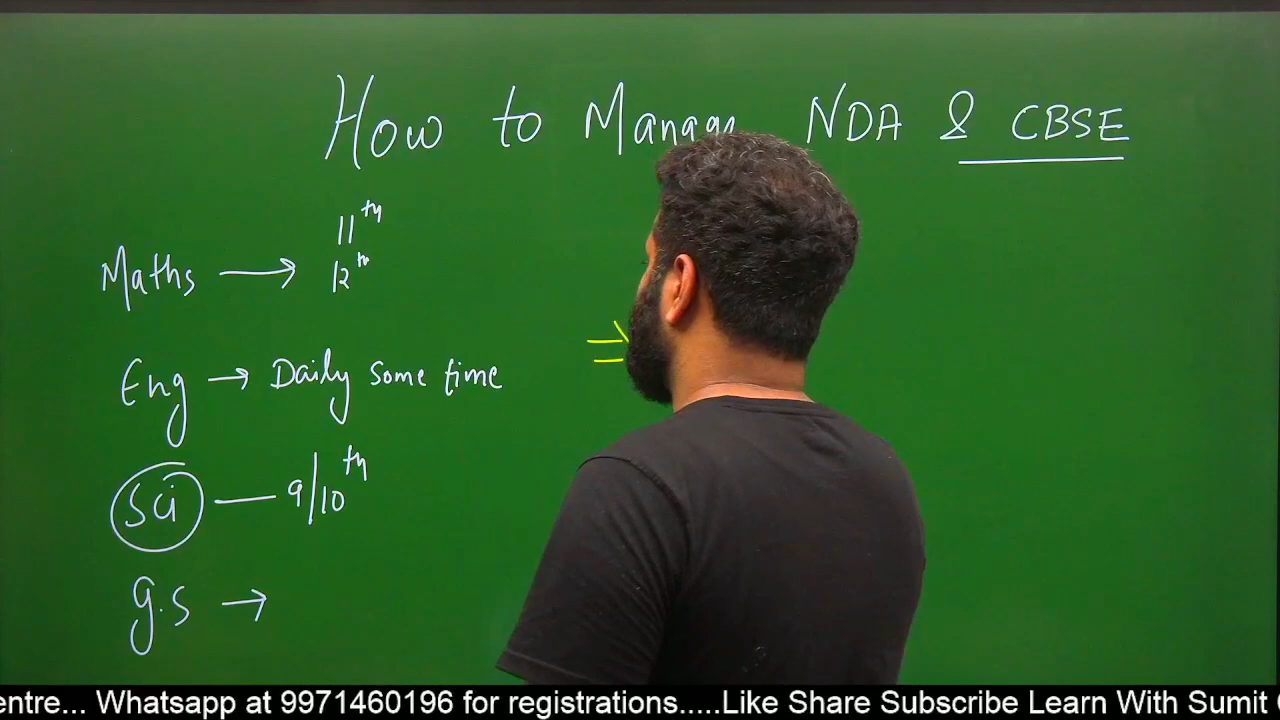 How to Manage NDA & CBSE
11th
Maths → 12th
Eng → Daily some time
Sci — 9/10th
G.S →
entre... Whatsapp at 9971460196 for registrations.....Like Share Subscribe Learn With Sumit